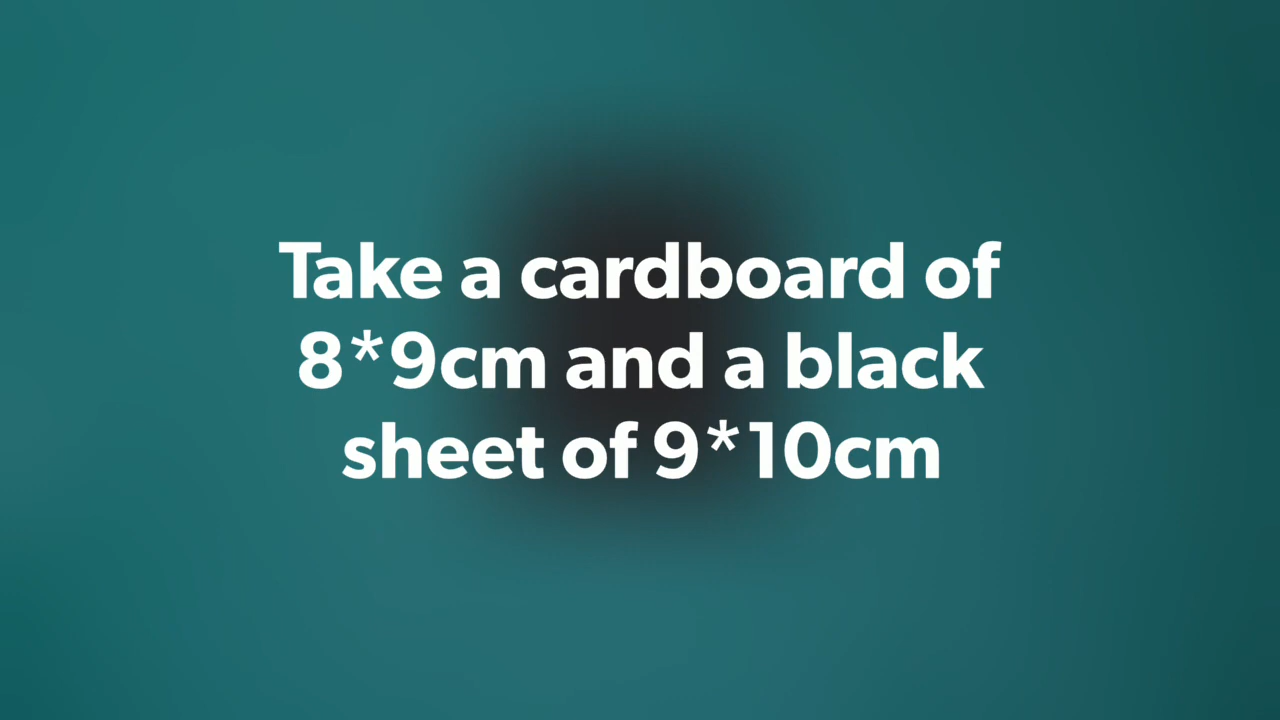 Take a cardboard of
8*9cm and a black
sheet of 9*10cm